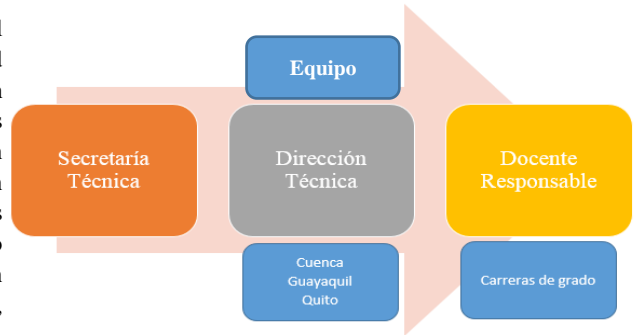 Equipo
Secretaría
Técnica
Dirección
Técnica
Docente
Responsable
Cuenca
Guayaquil
Quito
Carreras de grado